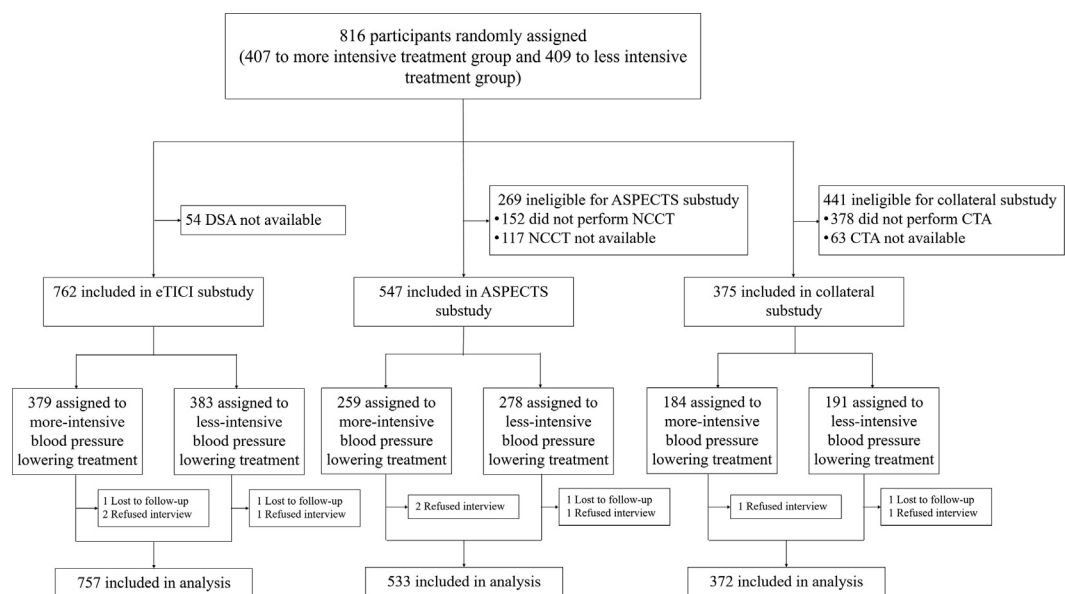 816 participants randomly assigned
(407 to more intensive treatment group and 409 to less intensive
treatment group)
54 DSA not available
269 ineligible for ASPECTS substudy
•152 did not perform NCCT
•117 NCCT not available
441 ineligible for collateral substudy
•378 did not perform CTA
•63 CTA not available
762 included in eTICI substudy
547 included in ASPECTS
substudy
375 included in collateral
substudy
379 assigned to
more-intensive
blood pressure
lowering treatment
383 assigned to
less-intensive
blood pressure
lowering treatment
259 assigned to
more-intensive
blood pressure
lowering treatment
278 assigned to
less-intensive
blood pressure
lowering treatment
184 assigned to
more-intensive
blood pressure
lowering treatment
191 assigned to
less-intensive
blood pressure
lowering treatment
1 Lost to follow-up
2 Refused interview
1 Lost to follow-up
1 Refused interview
2 Refused interview
1 Lost to follow-up
1 Refused interview
1 Refused interview
1 Lost to follow-up
1 Refused interview
757 included in analysis
533 included in analysis
372 included in analysis